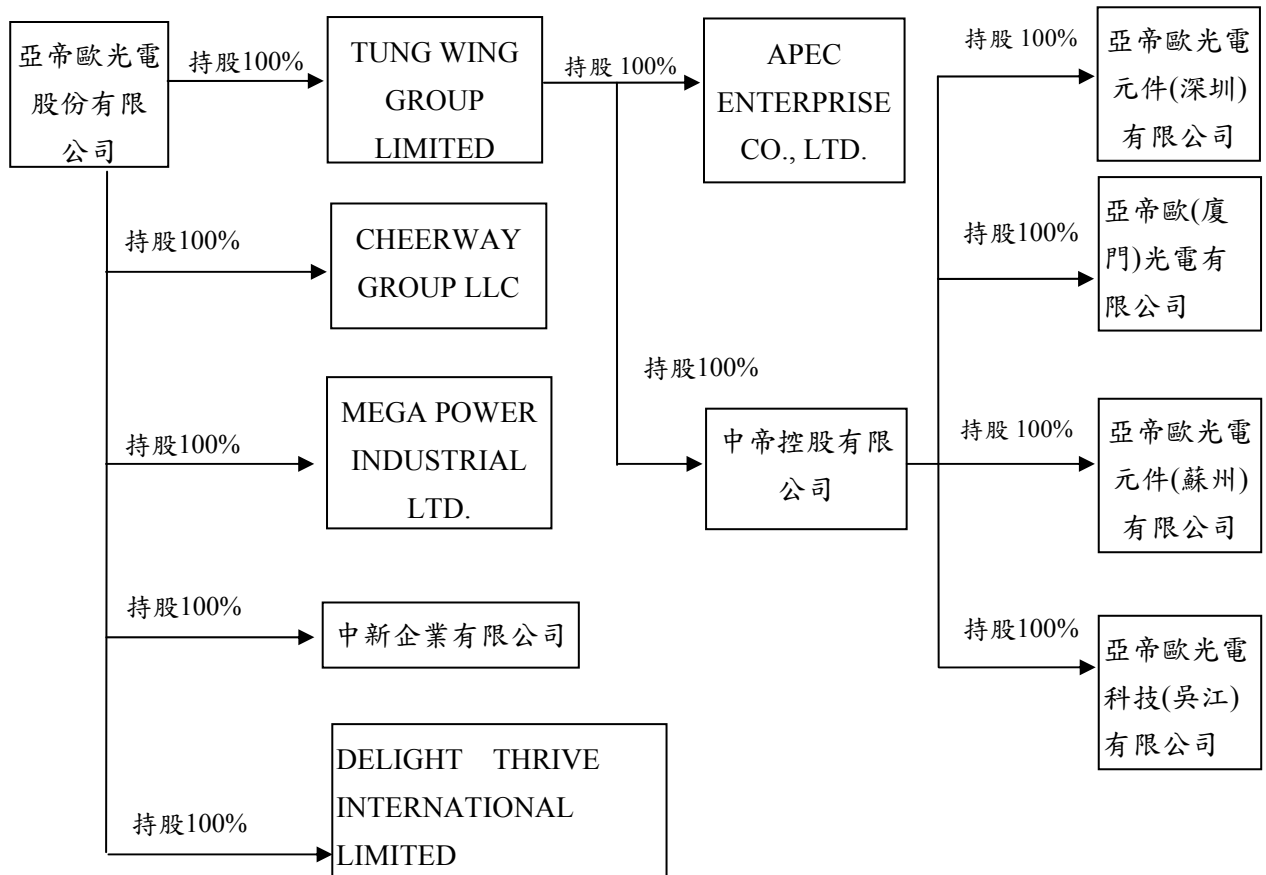 亞帝歐光電
股份有限
公司
持股100%
TUNG WING
GROUP
LIMITED
持股 100%
APEC
ENTERPRISE
CO., LTD.
持股 100%
亞帝歐光電
元件(深圳)
有限公司
持股100%
CHEERWAY
GROUP LLC
持股100%
亞帝歐(廈
門)光電有
限公司
持股100%
MEGA POWER
INDUSTRIAL
LTD.
持股100%
中帝控股有限
公司
持股 100%
亞帝歐光電
元件(蘇州)
有限公司
持股100%
中新企業有限公司
持股100%
亞帝歐光電
科技(吳江)
有限公司
持股100%
DELIGHT THRIVE
INTERNATIONAL
LIMITED